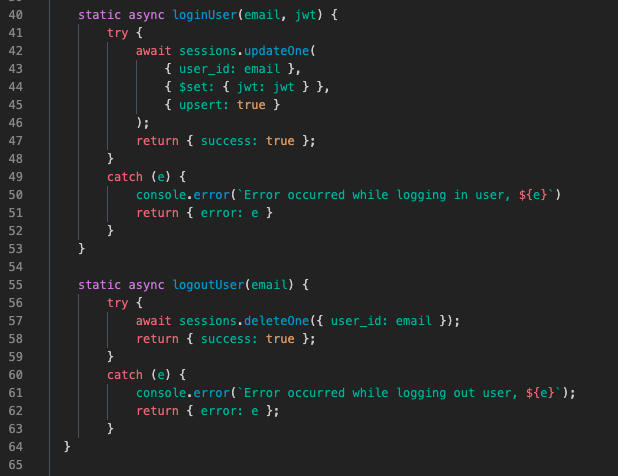 40 static async loginUser(email, jwt) {
41 try {
42 await sessions.updateOne(
43 { user_id: email },
44 { $set: { jwt: jwt } },
45 { upsert: true }
46 );
47 return { success: true };
48 }
49 catch (e) {
50 console.error(`Error occurred while logging in user, ${e}`)
51 return { error: e }
52 }
53 }
54
55 static async logoutUser(email) {
56 try {
57 await sessions.deleteOne({ user_id: email });
58 return { success: true };
59 }
60 catch (e) {
61 console.error(`Error occurred while logging out user, ${e}`);
62 return { error: e };
63 }
64 }
65